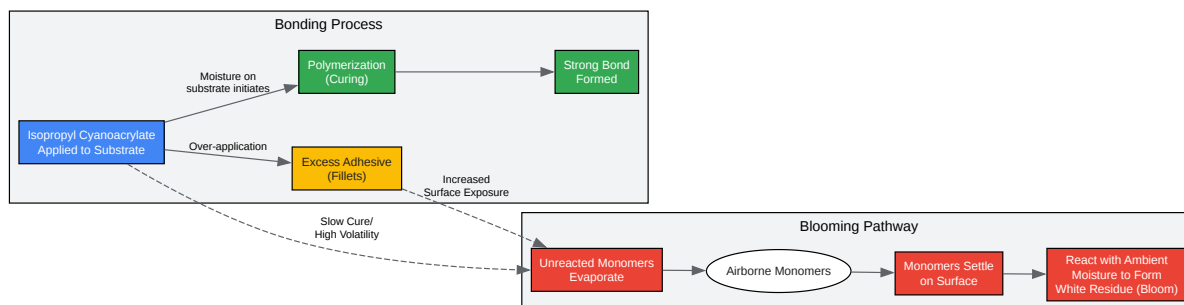 Bonding Process
Moisture on
substrate initiates
Polymerization
(Curing)
Strong Bond
Formed
Isopropyl Cyanoacrylate
Applied to Substrate
Over-application
Excess Adhesive
(Fillets)
Increased
Surface Exposure
Slow Cure/
High Volatility
Blooming Pathway
Unreacted Monomers
Evaporate
Airborne Monomers
Monomers Settle
on Surface
React with Ambient
Moisture to Form
White Residue (Bloom)